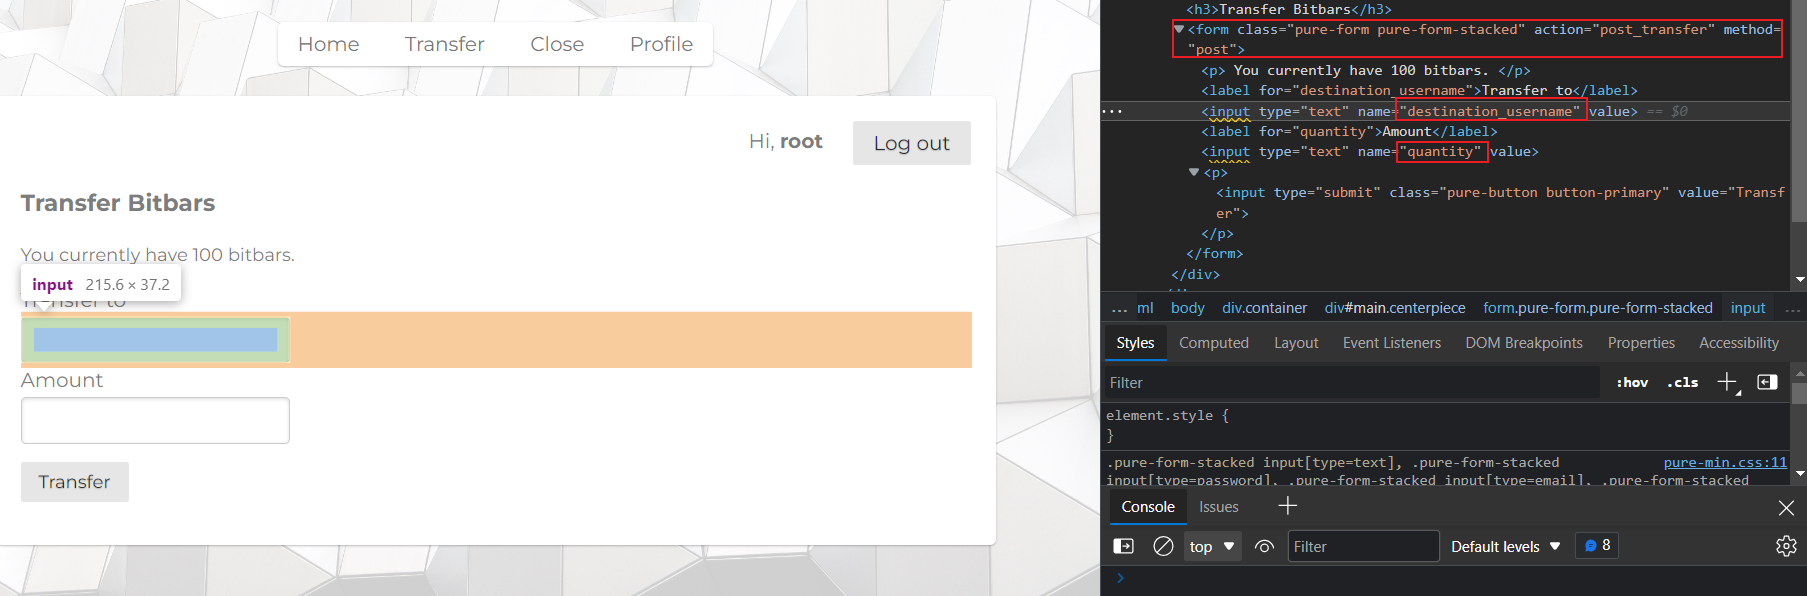 Home Transfer Close Profile
Hi, root Log out
Transfer Bitbars
You currently have 100 bitbars.
input 215.6 × 37.2
Transfer to
Amount
Transfer
<h3>Transfer Bitbars</h3>
▼<form class="pure-form pure-form-stacked" action="post_transfer" method=
"post">
<p> You currently have 100 bitbars. </p>
<label for="destination_username">Transfer to</label>
<input type="text" name="destination_username" value> == $0
<label for="quantity">Amount</label>
<input type="text" name="quantity" value>
▼<p>
<input type="submit" class="pure-button button-primary" value="Transf
er">
</p>
</form>
</div>
... ml body div.container div#main.centerpiece form.pure-form.pure-form-stacked input ...
Styles Computed Layout Event Listeners DOM Breakpoints Properties Accessibility
Filter :hov .cls
element.style {
}
.pure-form-stacked input[type=text], .pure-form-stacked pure-min.css:11
input[type=password], .pure-form-stacked input[type=email], .pure-form-stacked
Console Issues
top Filter Default levels 8